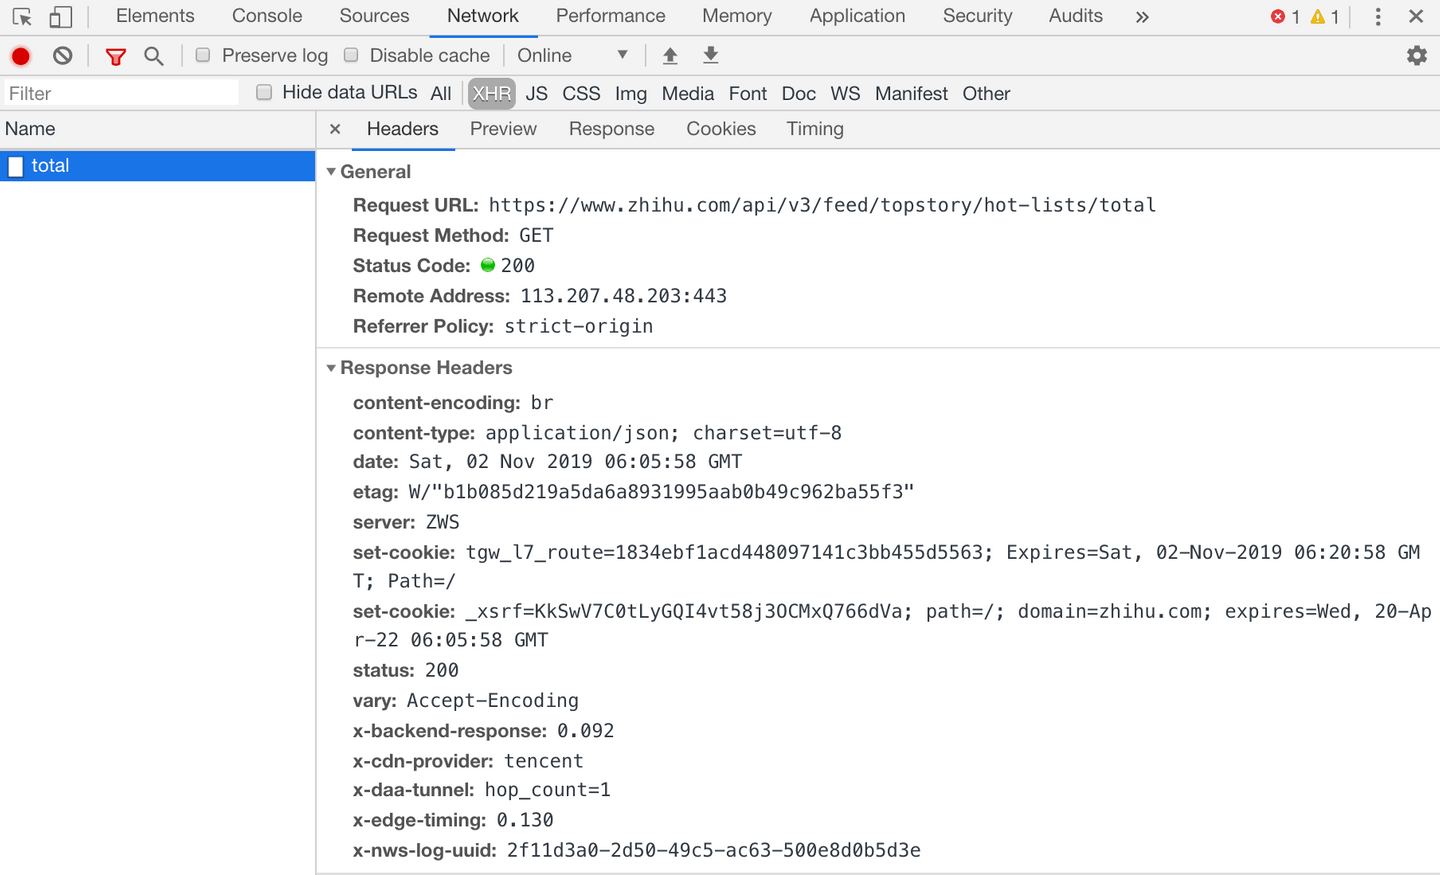 Elements Console Sources Network Performance Memory Application Security Audits » 1 1
Preserve log Disable cache Online
Filter Hide data URLs All XHR JS CSS Img Media Font Doc WS Manifest Other
Name × Headers Preview Response Cookies Timing
total
General
Request URL: https://www.zhihu.com/api/v3/feed/topstory/hot-lists/total
Request Method: GET
Status Code: 200
Remote Address: 113.207.48.203:443
Referrer Policy: strict-origin
Response Headers
content-encoding: br
content-type: application/json; charset=utf-8
date: Sat, 02 Nov 2019 06:05:58 GMT
etag: W/"b1b085d219a5da6a8931995aab0b49c962ba55f3"
server: ZWS
set-cookie: tgw_l7_route=1834ebf1acd448097141c3bb455d5563; Expires=Sat, 02-Nov-2019 06:20:58 GM
T; Path=/
set-cookie: _xsrf=KkSwV7C0tLyGQI4vt58j3OCMxQ766dVa; path=/; domain=zhihu.com; expires=Wed, 20-Ap
r-22 06:05:58 GMT
status: 200
vary: Accept-Encoding
x-backend-response: 0.092
x-cdn-provider: tencent
x-daa-tunnel: hop_count=1
x-edge-timing: 0.130
x-nws-log-uuid: 2f11d3a0-2d50-49c5-ac63-500e8d0b5d3e